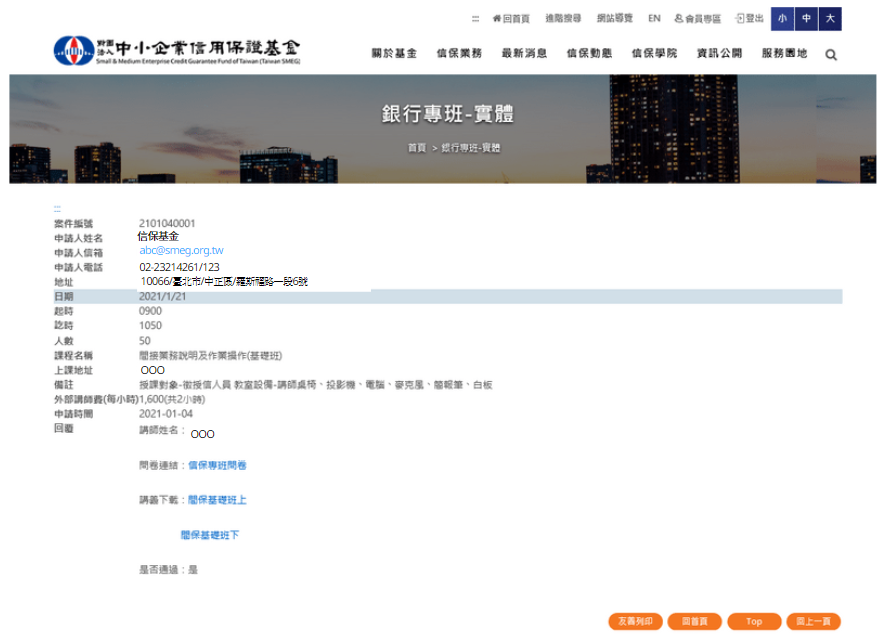 ::: 回首頁 進階搜尋 網站導覽 EN 會員專區 登出 小 中 大
財團法人 中小企業信用保證基金
Small & Medium Enterprise Credit Guarantee Fund of Taiwan (Taiwan SMEG)
關於基金 信保業務 最新消息 信保動態 信保學院 資訊公開 服務園地
銀行專班-實體
首頁 > 銀行專班-實體
:::
案件編號 2101040001
申請人姓名 信保基金
申請人信箱 abc@smeg.org.tw
申請人電話 02-23214261/123
地址 10066/臺北市/中正區/羅斯福路一段6號
日期 2021/1/21
起時 0900
訖時 1050
人數 50
課程名稱 間接業務說明及作業操作(基礎班)
上課地址 OOO
備註 授課對象-徵授信人員 教室設備-講師桌椅、投影機、電腦、麥克風、簡報筆、白板
外部講師費(每小時)1,600(共2小時)
申請時間 2021-01-04
回覆 講師姓名： OOO
問卷連結：信保專班問卷
講義下載：間保基礎班上
間保基礎班下
是否通過：是
友善列印 回首頁 Top 回上一頁